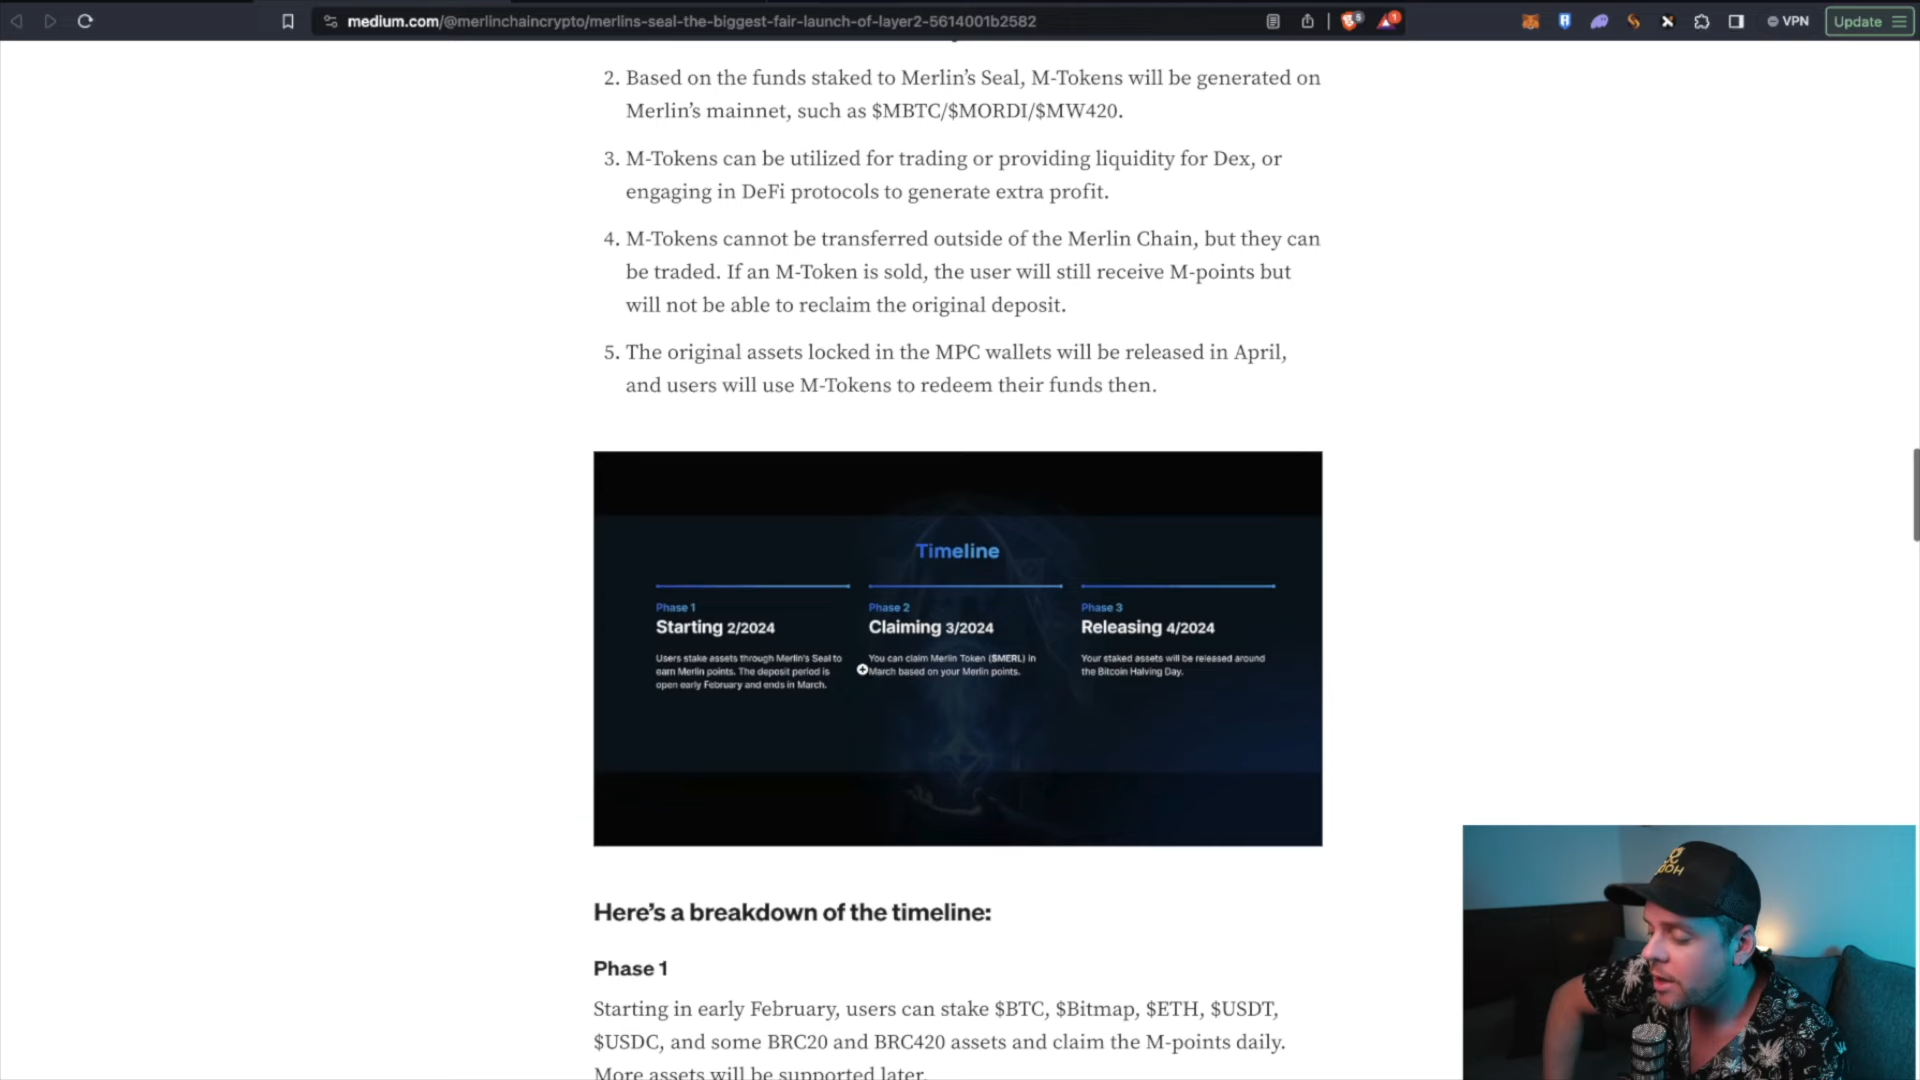 medium.com/@merlinchaincrypto/merlins-seal-the-biggest-fair-launch-of-layer2-5614001b2582
5
1
VPN
Update
2. Based on the funds staked to Merlin’s Seal, M-Tokens will be generated on
Merlin’s mainnet, such as $MBTC/$MORDI/$MW420.
3. M-Tokens can be utilized for trading or providing liquidity for Dex, or
engaging in DeFi protocols to generate extra profit.
4. M-Tokens cannot be transferred outside of the Merlin Chain, but they can
be traded. If an M-Token is sold, the user will still receive M-points but
will not be able to reclaim the original deposit.
5. The original assets locked in the MPC wallets will be released in April,
and users will use M-Tokens to redeem their funds then.
Timeline
Phase 1
Starting 2/2024
Users stake assets through Merlin's Seal to
earn Merlin points. The deposit period is
open early February and ends in March.
Phase 2
Claiming 3/2024
You can claim Merlin Token ($MERL) in
March based on your Merlin points.
Phase 3
Releasing 4/2024
Your staked assets will be released around
the Bitcoin Halving Day.
Here’s a breakdown of the timeline:
Phase 1
Starting in early February, users can stake $BTC, $Bitmap, $ETH, $USDT,
$USDC, and some BRC20 and BRC420 assets and claim the M-points daily.
More assets will be supported later.